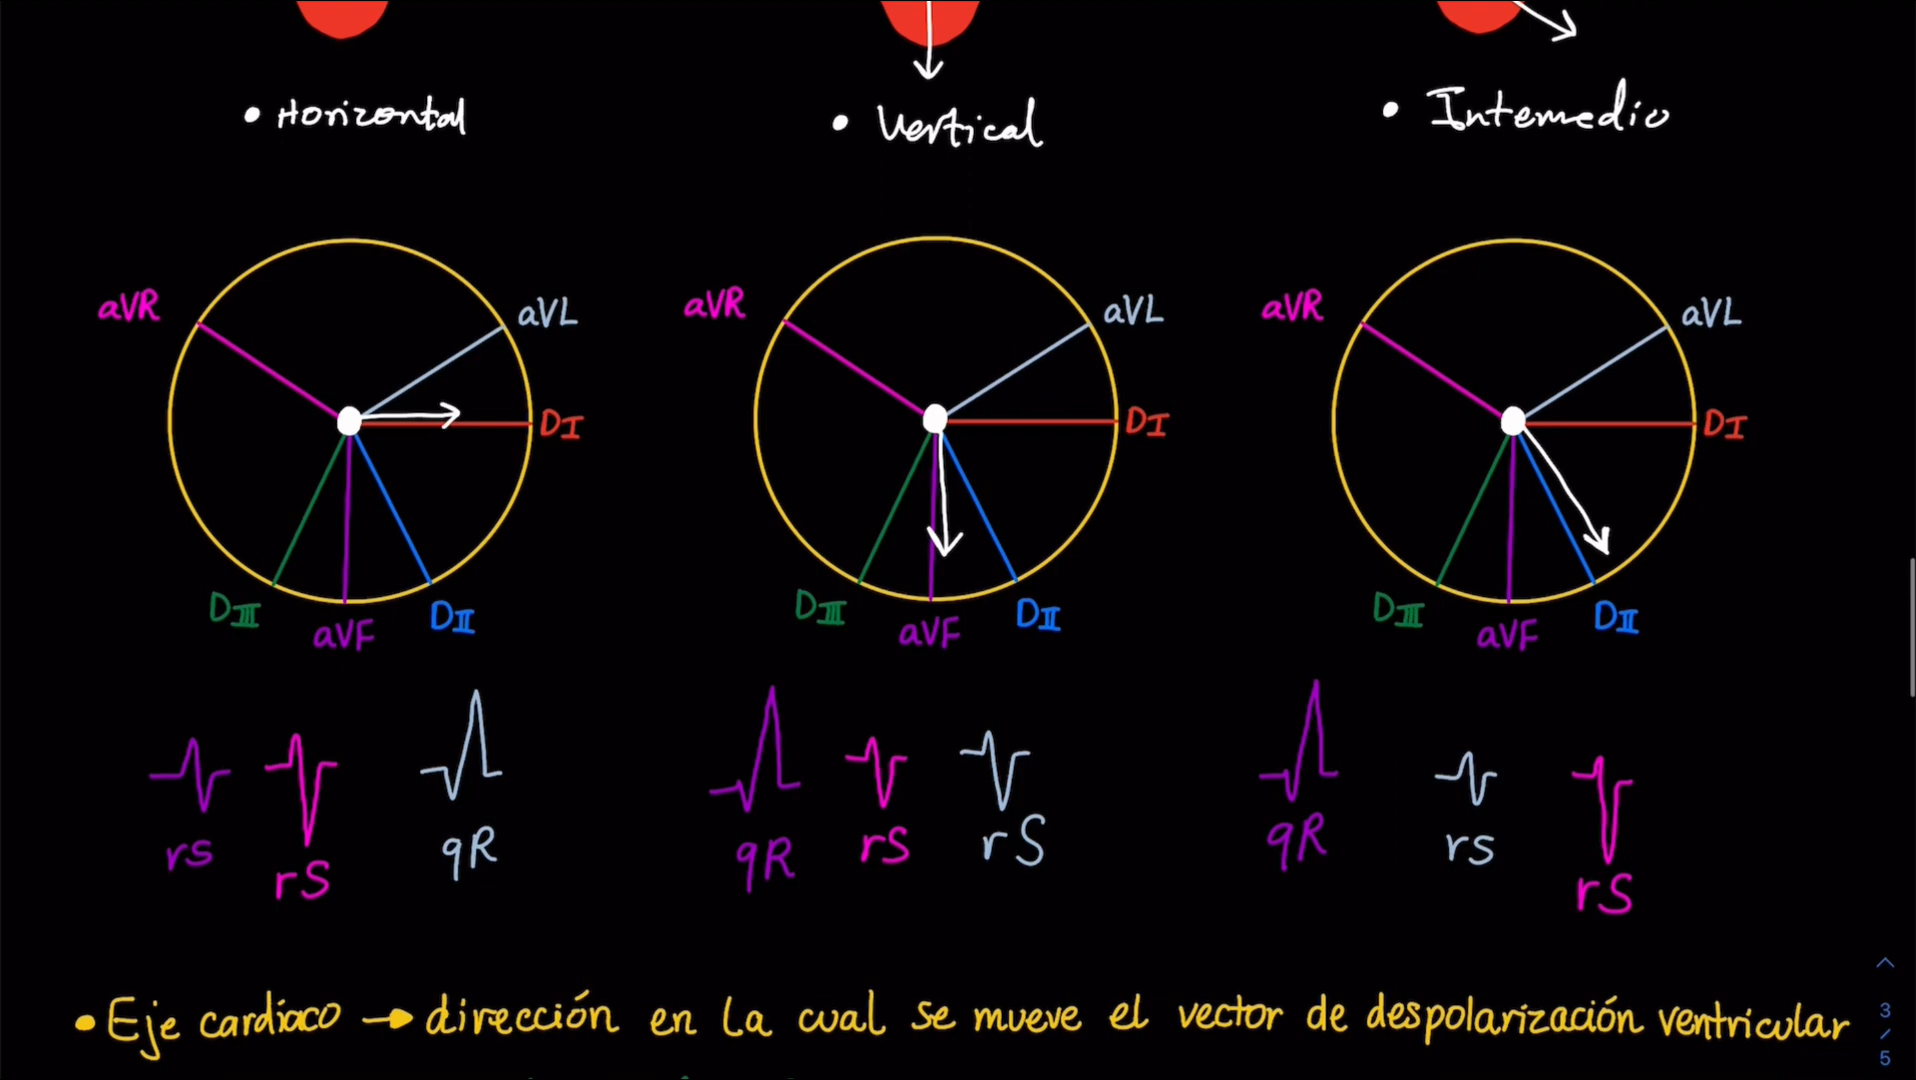 • Horizontal
• Vertical
• Intemedio
aVR
aVL
DI
DIII
aVF
DII
aVR
aVL
DI
DIII
aVF
DII
aVR
aVL
DI
DIII
aVF
DII
rs
rS
qR
qR
rS
rS
qR
rs
rS
• Eje cardíaco → dirección en la cual se mueve el vector de despolarización ventricular
3
/
5